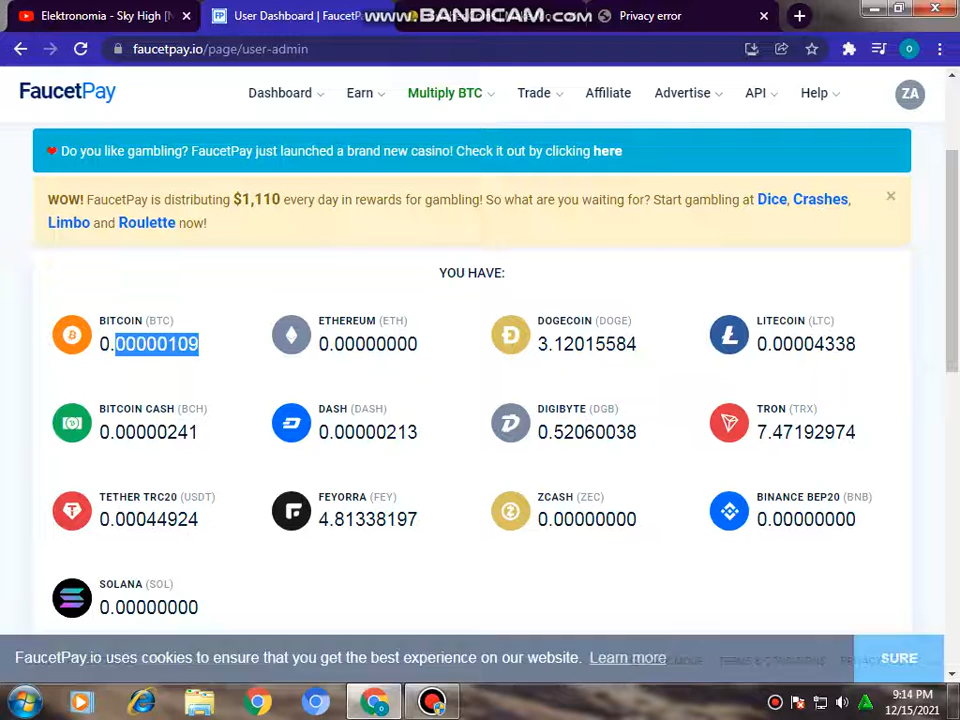 Elektronomia - Sky High [N
User Dashboard | FaucetP
www.BANDICAM.com
Privacy error
faucetpay.io/page/user-admin
o
FaucetPay
Dashboard
Earn
Multiply BTC
Trade
Affiliate
Advertise
API
Help
ZA
Do you like gambling? FaucetPay just launched a brand new casino! Check it out by clicking here
WOW! FaucetPay is distributing $1,110 every day in rewards for gambling! So what are you waiting for? Start gambling at Dice, Crashes,
Limbo and Roulette now!
YOU HAVE:
BITCOIN (BTC)
0.00000109
ETHEREUM (ETH)
0.00000000
DOGECOIN (DOGE)
3.12015584
LITECOIN (LTC)
0.00004338
BITCOIN CASH (BCH)
0.00000241
DASH (DASH)
0.00000213
DIGIBYTE (DGB)
0.52060038
TRON (TRX)
7.47192974
TETHER TRC20 (USDT)
0.00044924
FEYORRA (FEY)
4.81338197
ZCASH (ZEC)
0.00000000
BINANCE BEP20 (BNB)
0.00000000
SOLANA (SOL)
0.00000000
FaucetPay.io uses cookies to ensure that you get the best experience on our website. Learn more
SURE
TERMS & CONDITIONS
9:14 PM
12/15/2021